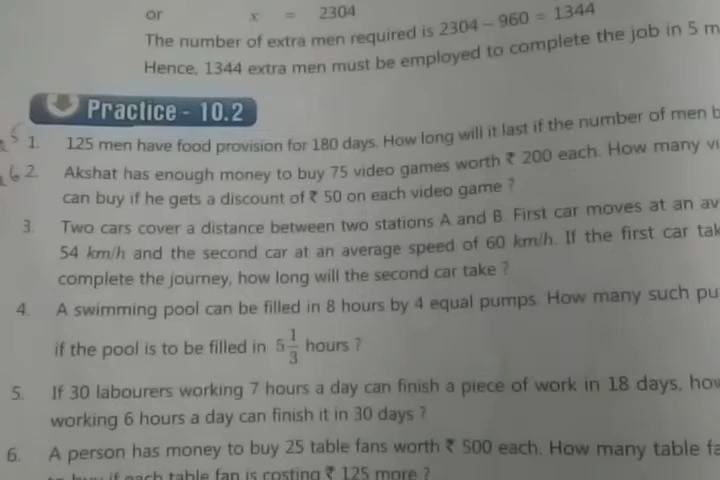 or x = 2304
The number of extra men required is 2304 – 960 = 1344
Hence, 1344 extra men must be employed to complete the job in 5 m
Practice - 10.2
1. 125 men have food provision for 180 days. How long will it last if the number of men b
2. Akshat has enough money to buy 75 video games worth ₹ 200 each. How many vi
can buy if he gets a discount of ₹ 50 on each video game ?
3. Two cars cover a distance between two stations A and B. First car moves at an av
54 km/h and the second car at an average speed of 60 km/h. If the first car tak
complete the journey, how long will the second car take ?
4. A swimming pool can be filled in 8 hours by 4 equal pumps. How many such pu
if the pool is to be filled in 5 1/3 hours ?
5. If 30 labourers working 7 hours a day can finish a piece of work in 18 days, how
working 6 hours a day can finish it in 30 days ?
6. A person has money to buy 25 table fans worth ₹ 500 each. How many table fa
to buy if each table fan is costing ₹ 125 more ?